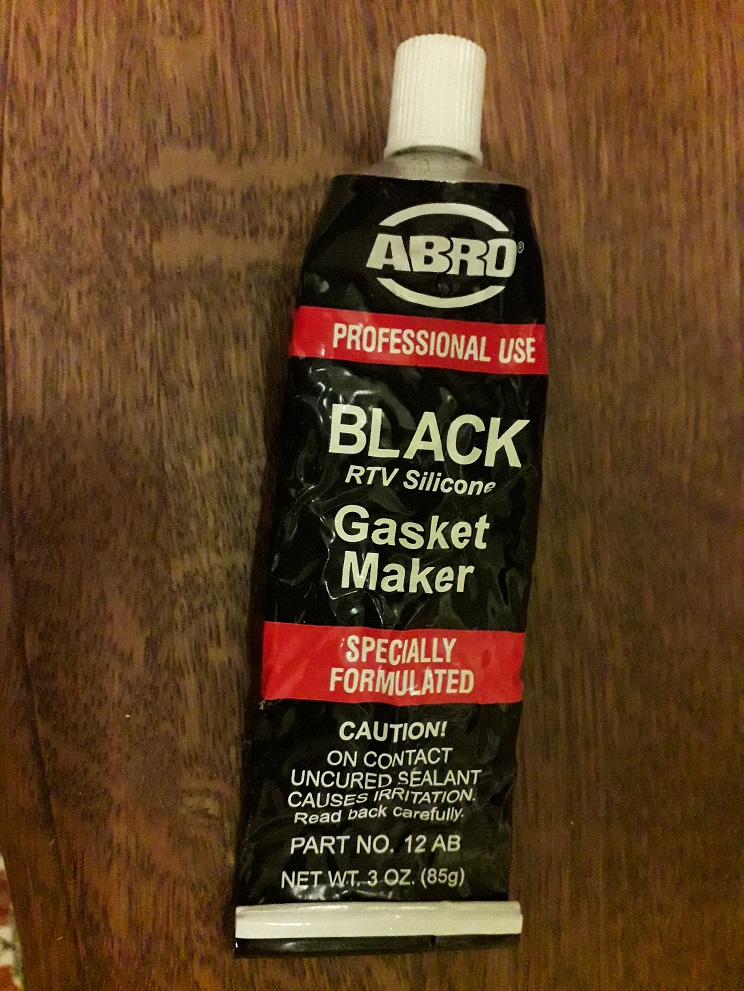 ABRO®
PROFESSIONAL USE
BLACK
RTV Silicone
Gasket
Maker
SPECIALLY
FORMULATED
CAUTION!
ON CONTACT
UNCURED SEALANT
CAUSES IRRITATION.
Read back carefully.
PART NO. 12 AB
NET WT. 3 OZ. (85g)